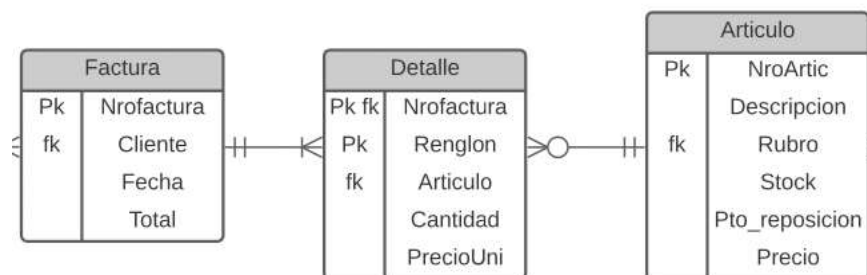 Factura
Pk Nrofactura
fk Cliente
Fecha
Total
Detalle
Pk fk Nrofactura
Pk Renglon
fk Articulo
Cantidad
PrecioUni
Articulo
Pk NroArtic
Descripcion
fk Rubro
Stock
Pto_reposicion
Precio